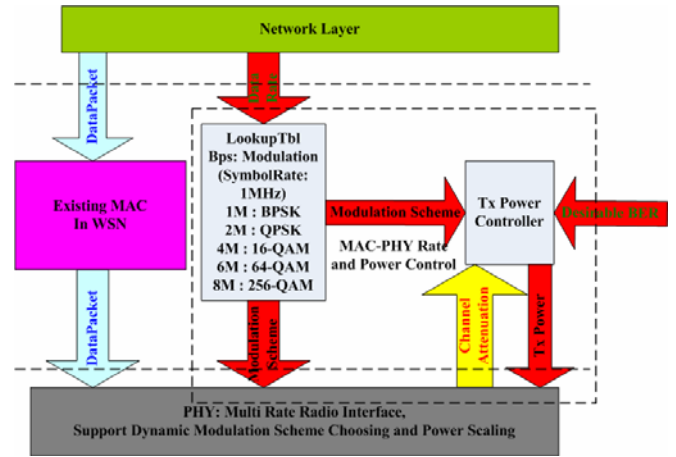 Network Layer
DataPacket
Data
Rate
LookupTbl
Bps: Modulation
(SymbolRate:
1MHz)
1M : BPSK
2M : QPSK
4M : 16-QAM
6M : 64-QAM
8M : 256-QAM
Existing MAC
In WSN
Modulation Scheme
Tx Power
Controller
Desirable BER
MAC-PHY Rate
and Power Control
DataPacket
Modulation
Scheme
Channel
Attenuation
Tx Power
PHY: Multi Rate Radio Interface,
Support Dynamic Modulation Scheme Choosing and Power Scaling